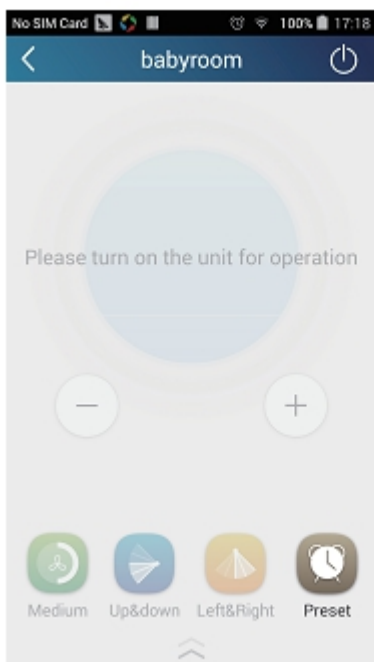 No SIM Card 100% 17:18
babyroom
Please turn on the unit for operation
Medium Up&down Left&Right Preset